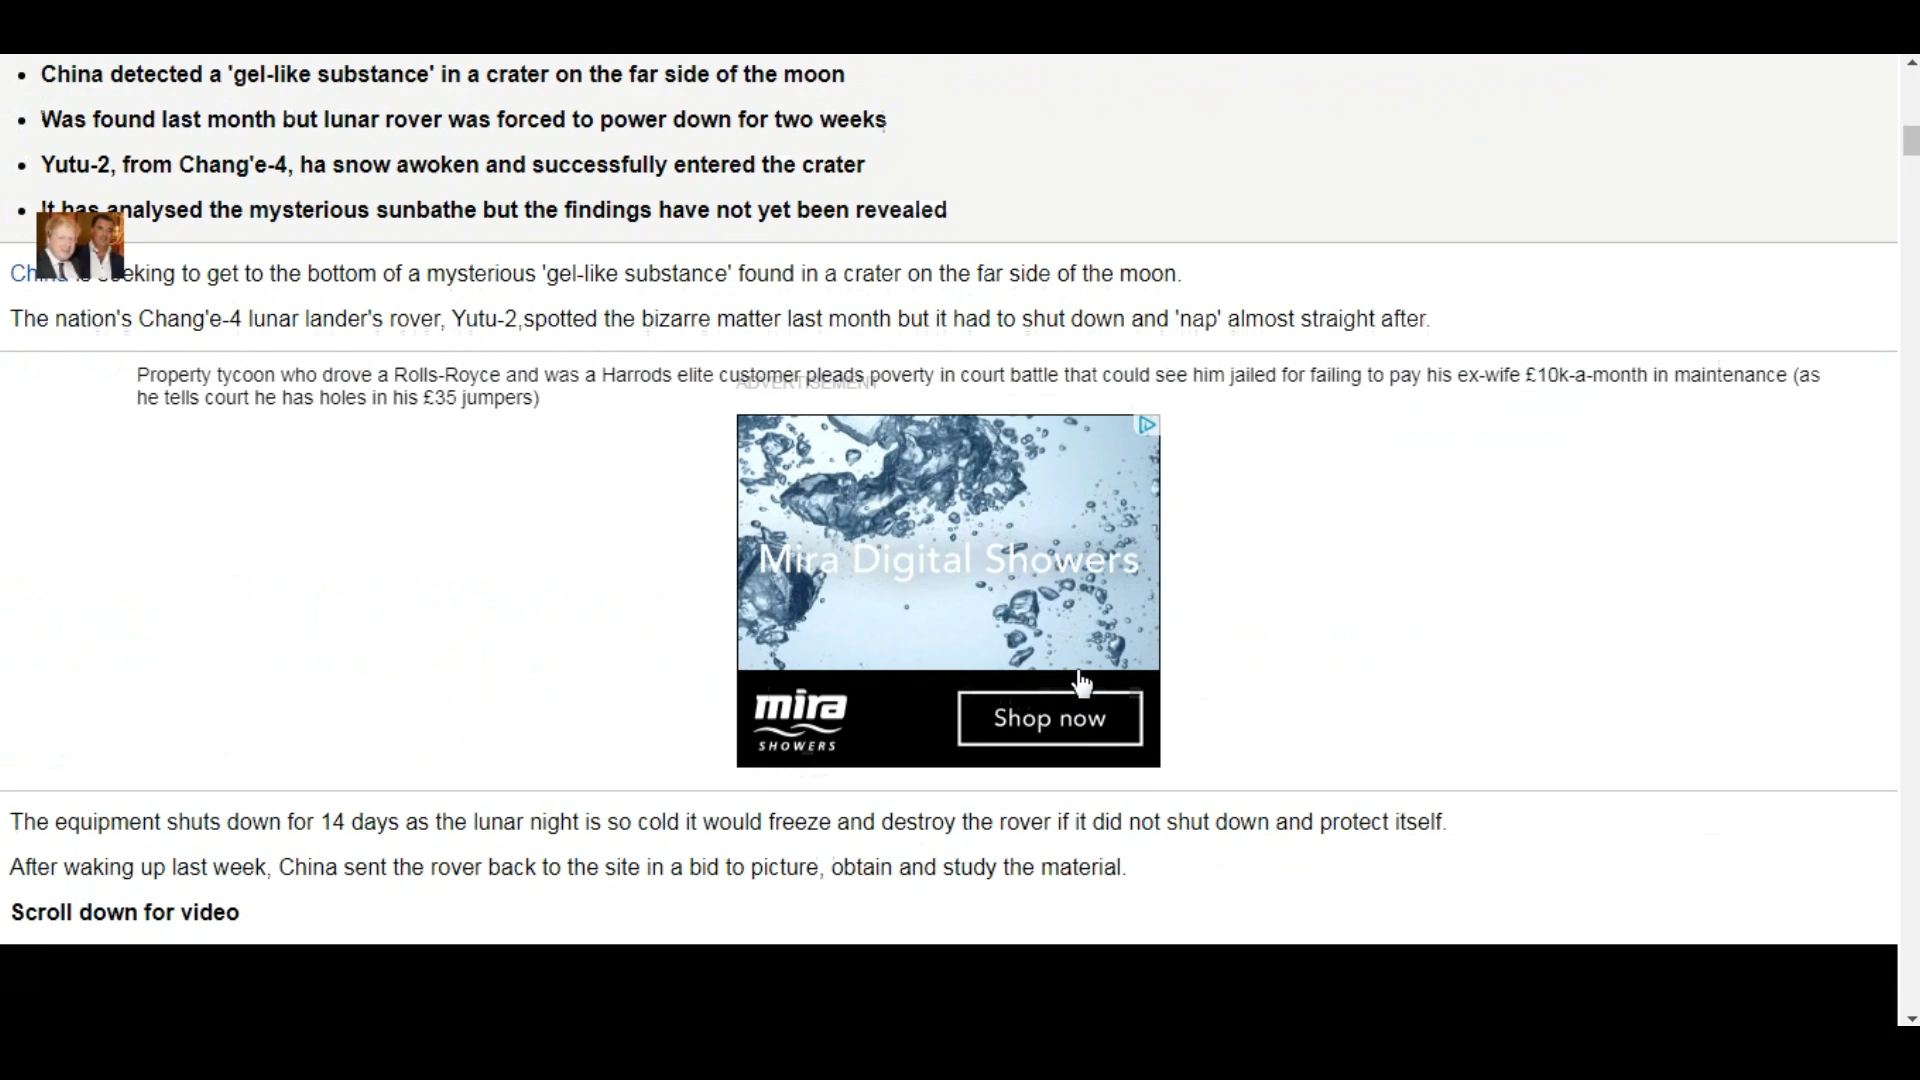 China detected a 'gel-like substance' in a crater on the far side of the moon
Was found last month but lunar rover was forced to power down for two weeks
Yutu-2, from Chang'e-4, ha snow awoken and successfully entered the crater
It has analysed the mysterious sunbathe but the findings have not yet been revealed
China is seeking to get to the bottom of a mysterious 'gel-like substance' found in a crater on the far side of the moon.
The nation's Chang'e-4 lunar lander's rover, Yutu-2,spotted the bizarre matter last month but it had to shut down and 'nap' almost straight after.
Property tycoon who drove a Rolls-Royce and was a Harrods elite customer pleads poverty in court battle that could see him jailed for failing to pay his ex-wife £10k-a-month in maintenance (as
he tells court he has holes in his £35 jumpers)
ADVERTISEMENT
Mira Digital Showers
mira
SHOWERS
Shop now
The equipment shuts down for 14 days as the lunar night is so cold it would freeze and destroy the rover if it did not shut down and protect itself.
After waking up last week, China sent the rover back to the site in a bid to picture, obtain and study the material.
Scroll down for video